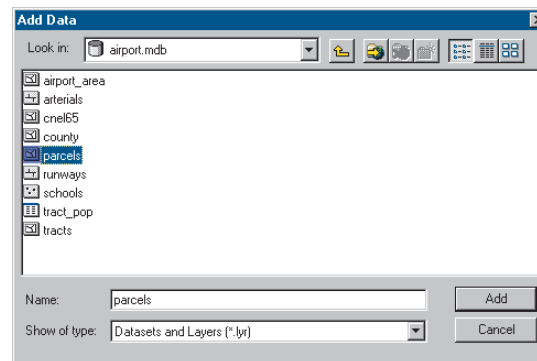 Add Data
Look in: airport.mdb
airport_area
arterials
cnel65
county
parcels
runways
schools
tract_pop
tracts
Name: parcels Add
Show of type: Datasets and Layers (*.lyr) Cancel